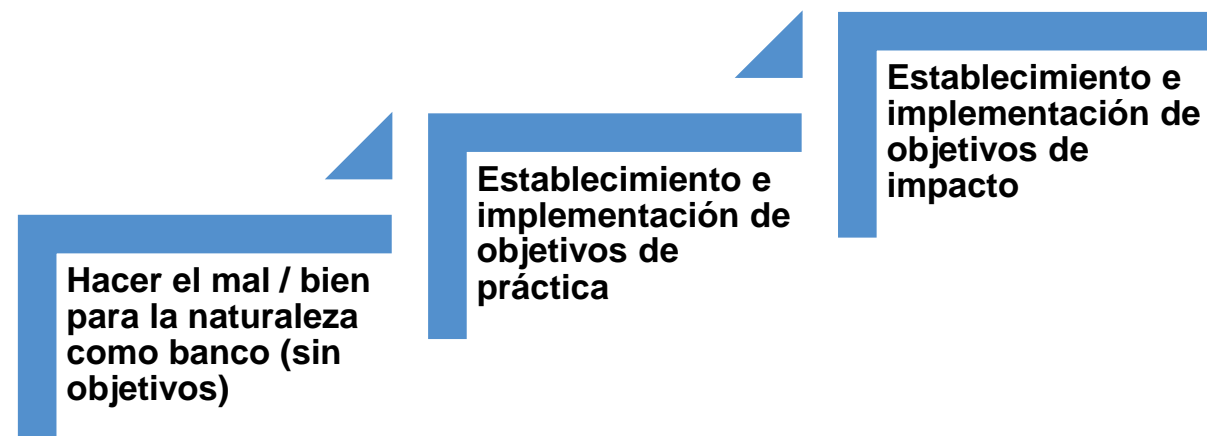 Hacer el mal / bien
para la naturaleza
como banco (sin
objetivos)
Establecimiento e
implementación de
objetivos de
práctica
Establecimiento e
implementación de
objetivos de
impacto